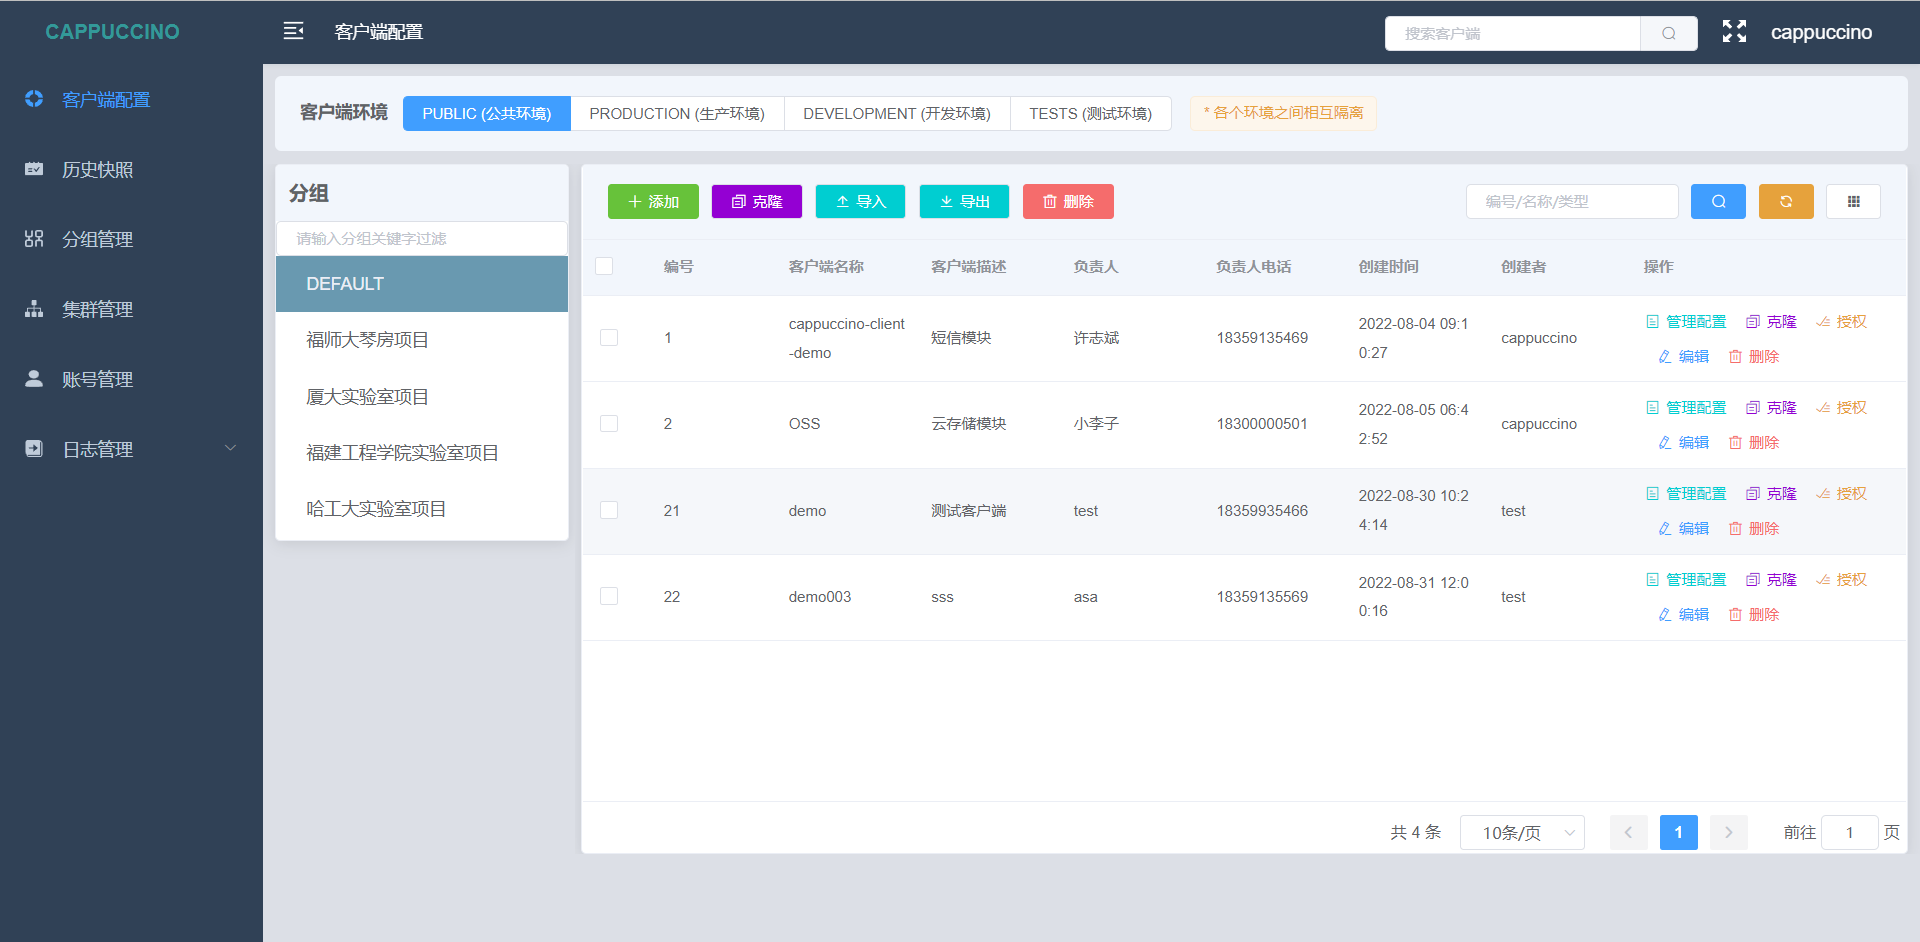 CAPPUCCINO
客户端配置
搜索客户端
cappuccino
客户端配置
历史快照
分组管理
集群管理
账号管理
日志管理
客户端环境
PUBLIC (公共环境)
PRODUCTION (生产环境)
DEVELOPMENT (开发环境)
TESTS (测试环境)
* 各个环境之间相互隔离
分组
请输入分组关键字过滤
DEFAULT
福师大琴房项目
厦大实验室项目
福建工程学院实验室项目
哈工大实验室项目
添加
克隆
导入
导出
删除
编号/名称/类型
编号 客户端名称 客户端描述 负责人 负责人电话 创建时间 创建者 操作
1 cappuccino-client-demo 短信模块 许志斌 18359135469 2022-08-04 09:10:27 cappuccino 管理配置 克隆 授权
编辑 删除
2 OSS 云存储模块 小李子 18300000501 2022-08-05 06:42:52 cappuccino 管理配置 克隆 授权
编辑 删除
21 demo 测试客户端 test 18359935466 2022-08-30 10:24:14 test 管理配置 克隆 授权
编辑 删除
22 demo003 sss asa 18359135569 2022-08-31 12:00:16 test 管理配置 克隆 授权
编辑 删除
共 4 条
10条/页
1
前往 1 页